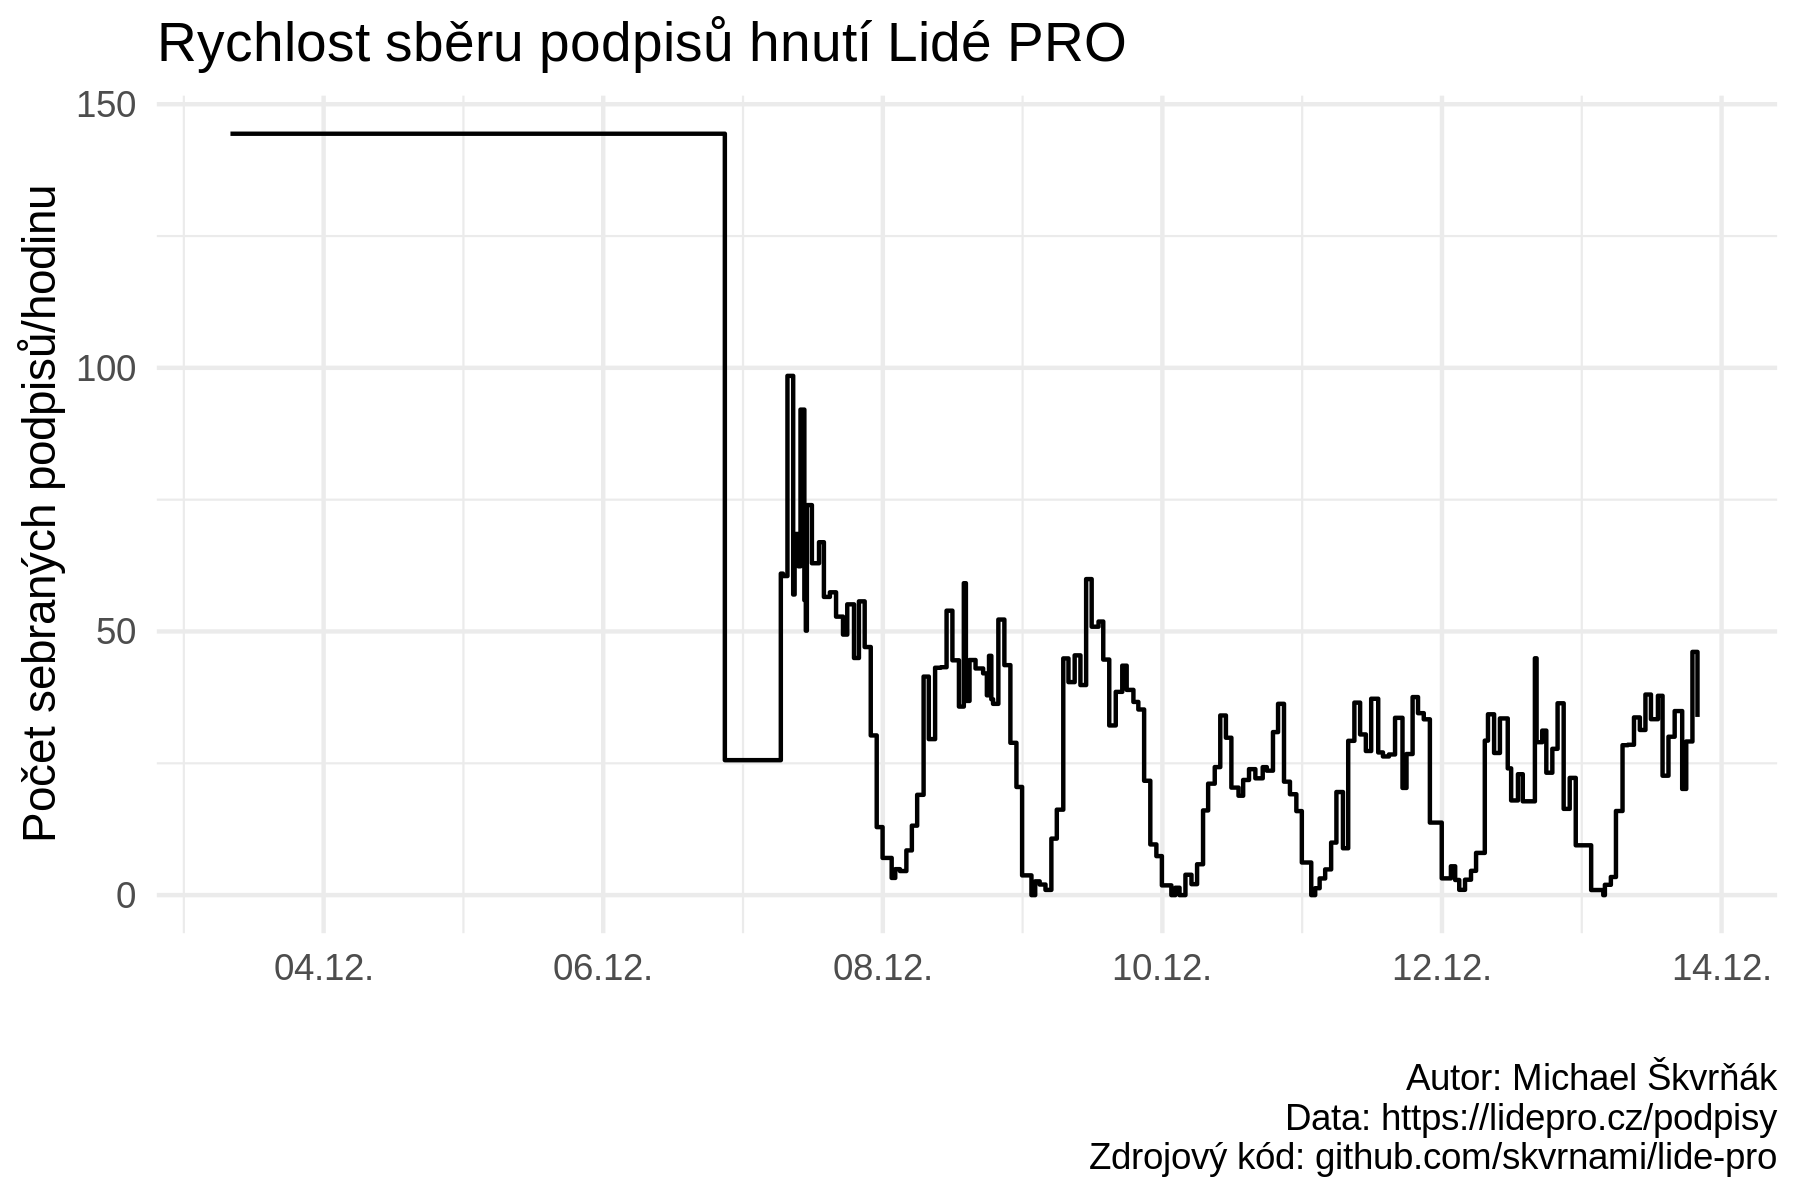 Rychlost sběru podpisů hnutí Lidé PRO
Počet sebraných podpisů/hodinu
150
100
50
0
04.12.
06.12.
08.12.
10.12.
12.12.
14.12.
Autor: Michael Škvrňák
Data: https://lidepro.cz/podpisy
Zdrojový kód: github.com/skvrnami/lide-pro